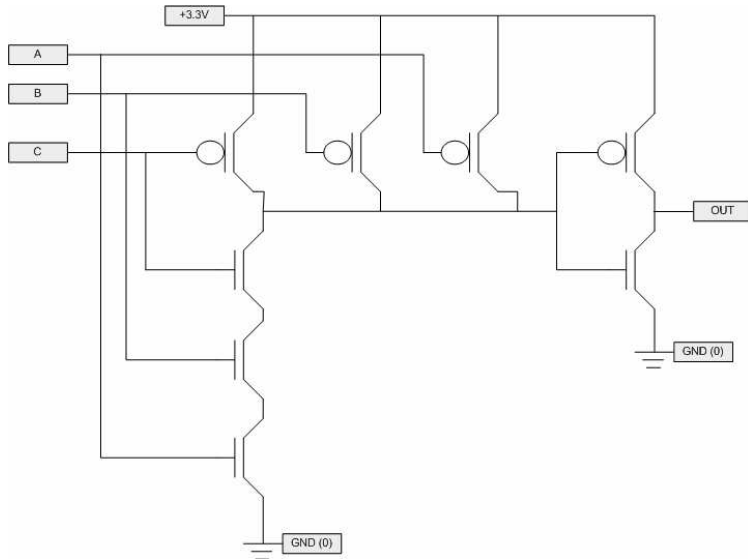 +3.3V
A
B
C
OUT
GND (0)
GND (0)